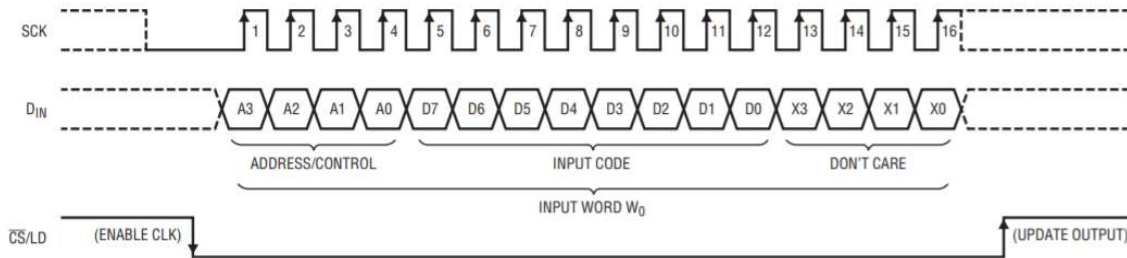 SCK 1 2 3 4 5 6 7 8 9 10 11 12 13 14 15 16
DIN A3 A2 A1 A0 D7 D6 D5 D4 D3 D2 D1 D0 X3 X2 X1 X0
ADDRESS/CONTROL INPUT CODE DON'T CARE
INPUT WORD W0
CS/LD (ENABLE CLK) (UPDATE OUTPUT)